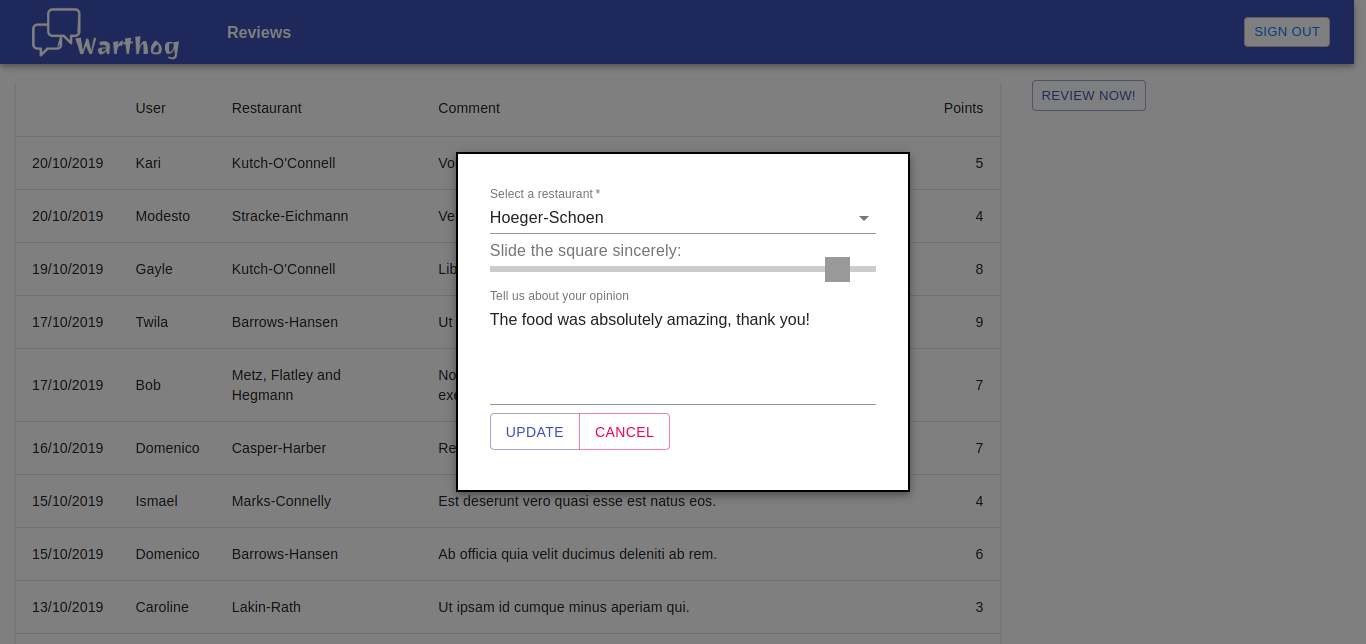 Warthog Reviews SIGN OUT
REVIEW NOW!
User Restaurant Comment Points
20/10/2019 Kari Kutch-O'Connell 5
20/10/2019 Modesto Stracke-Eichmann 4
19/10/2019 Gayle Kutch-O'Connell 8
17/10/2019 Twila Barrows-Hansen Ut 9
17/10/2019 Bob Metz, Flatley and 7
Hegmann
16/10/2019 Domenico Casper-Harber 7
15/10/2019 Ismael Marks-Connelly Est deserunt vero quasi esse est natus eos. 4
15/10/2019 Domenico Barrows-Hansen Ab officia quia velit ducimus deleniti ab rem. 6
13/10/2019 Caroline Lakin-Rath Ut ipsam id cumque minus aperiam qui. 3
Select a restaurant *
Hoeger-Schoen
Slide the square sincerely:
Tell us about your opinion
The food was absolutely amazing, thank you!
UPDATE CANCEL